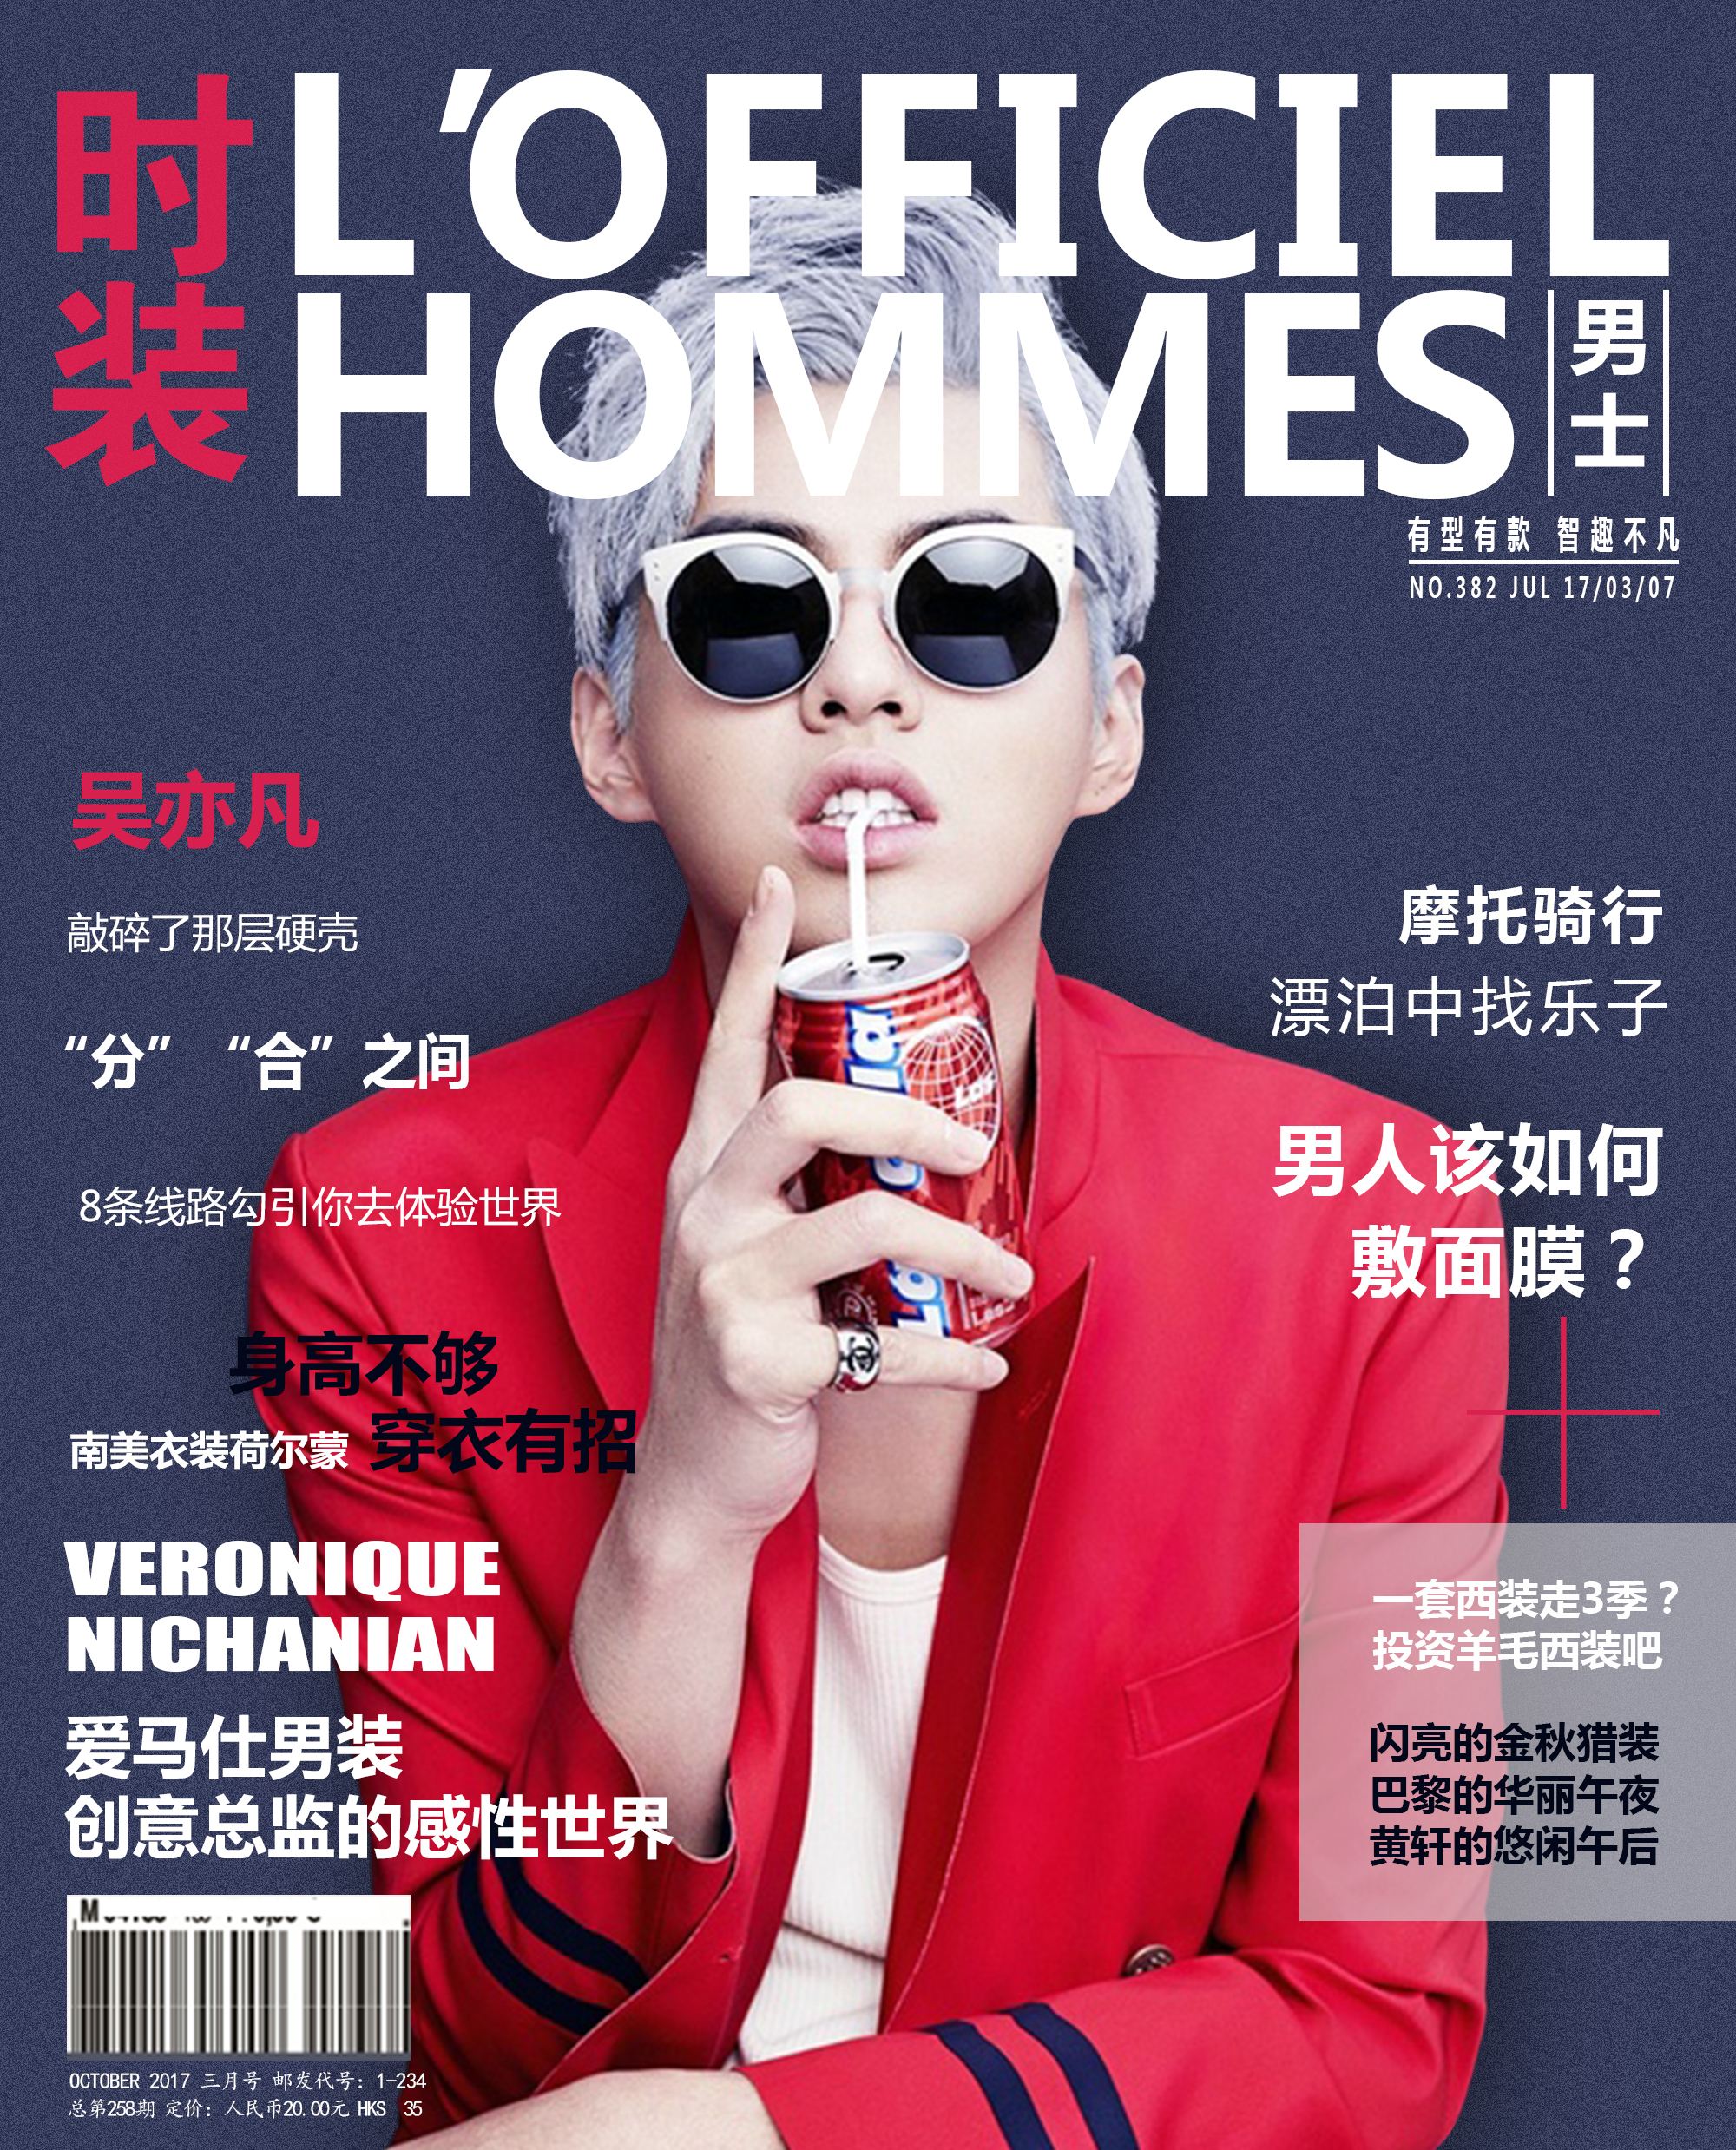 时装
L'OFFICIEL
HOMMES
男士
有型有款 智趣不凡
NO.382 JUL 17/03/07
吴亦凡
敲碎了那层硬壳
“分” “合”之间
8条线路勾引你去体验世界
身高不够
穿衣有招
南美衣装荷尔蒙
VERONIQUE
NICHANIAN
爱马仕男装
创意总监的感性世界
摩托骑行
漂泊中找乐子
男人该如何
敷面膜？
一套西装走3季？
投资羊毛西装吧
闪亮的金秋猎装
巴黎的华丽午夜
黄轩的悠闲午后
OCTOBER 2017 三月号 邮发代号：1-234
总第258期 定价：人民币20.00元 HKS 35